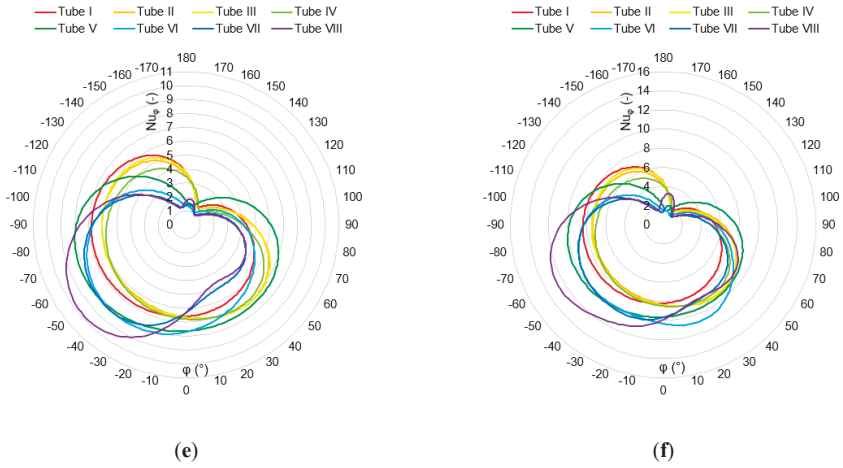 Tube I Tube II Tube III Tube IV Tube I Tube II Tube III Tube IV
Tube V Tube VI Tube VII Tube VIII Tube V Tube VI Tube VII Tube VIII
180 180
-170 170 -170 170
-160 160 -160 160
-150 150 -150 150
-140 140 -140 140
-130 130 -130 130
-120 120 -120 120
-110 110 -110 110
-100 100 -100 100
-90 90 -90 90
-80 80 -80 80
-70 70 -70 70
-60 60 -60 60
-50 50 -50 50
-40 40 -40 40
-30 30 -30 30
-20 20 -20 20
-10 10 -10 10
0 0
11 16
10 14
9 12
8 10
7 8
6 6
5 4
4 2
3 0
2
1
0
Nuφ (-) Nuφ (-)
φ (°) φ (°)
(e) (f)